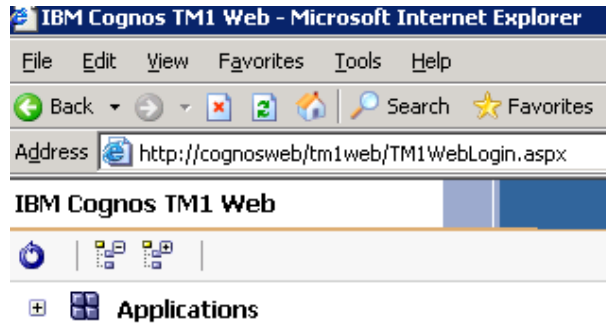 IBM Cognos TM1 Web - Microsoft Internet Explorer
File Edit View Favorites Tools Help
Back Search Favorites
Address http://cognosweb/tm1web/TM1WebLogin.aspx
IBM Cognos TM1 Web
Applications